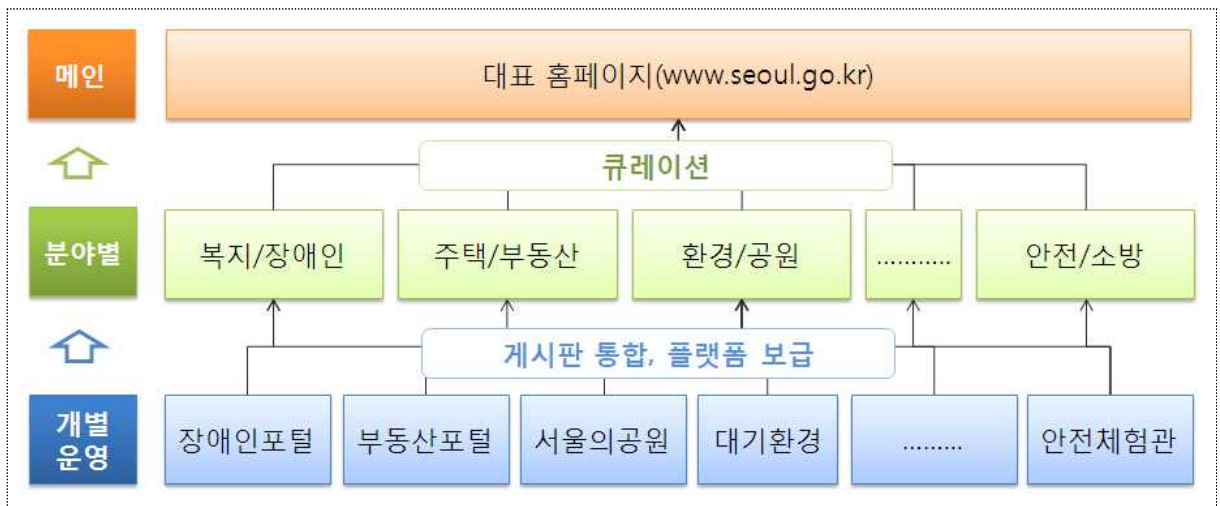 메인
대표 홈페이지(www.seoul.go.kr)
큐레이션
분야별
복지/장애인
주택/부동산
환경/공원
...........
안전/소방
게시판 통합, 플랫폼 보급
개별
운영
장애인포털
부동산포털
서울의공원
대기환경
.........
안전체험관